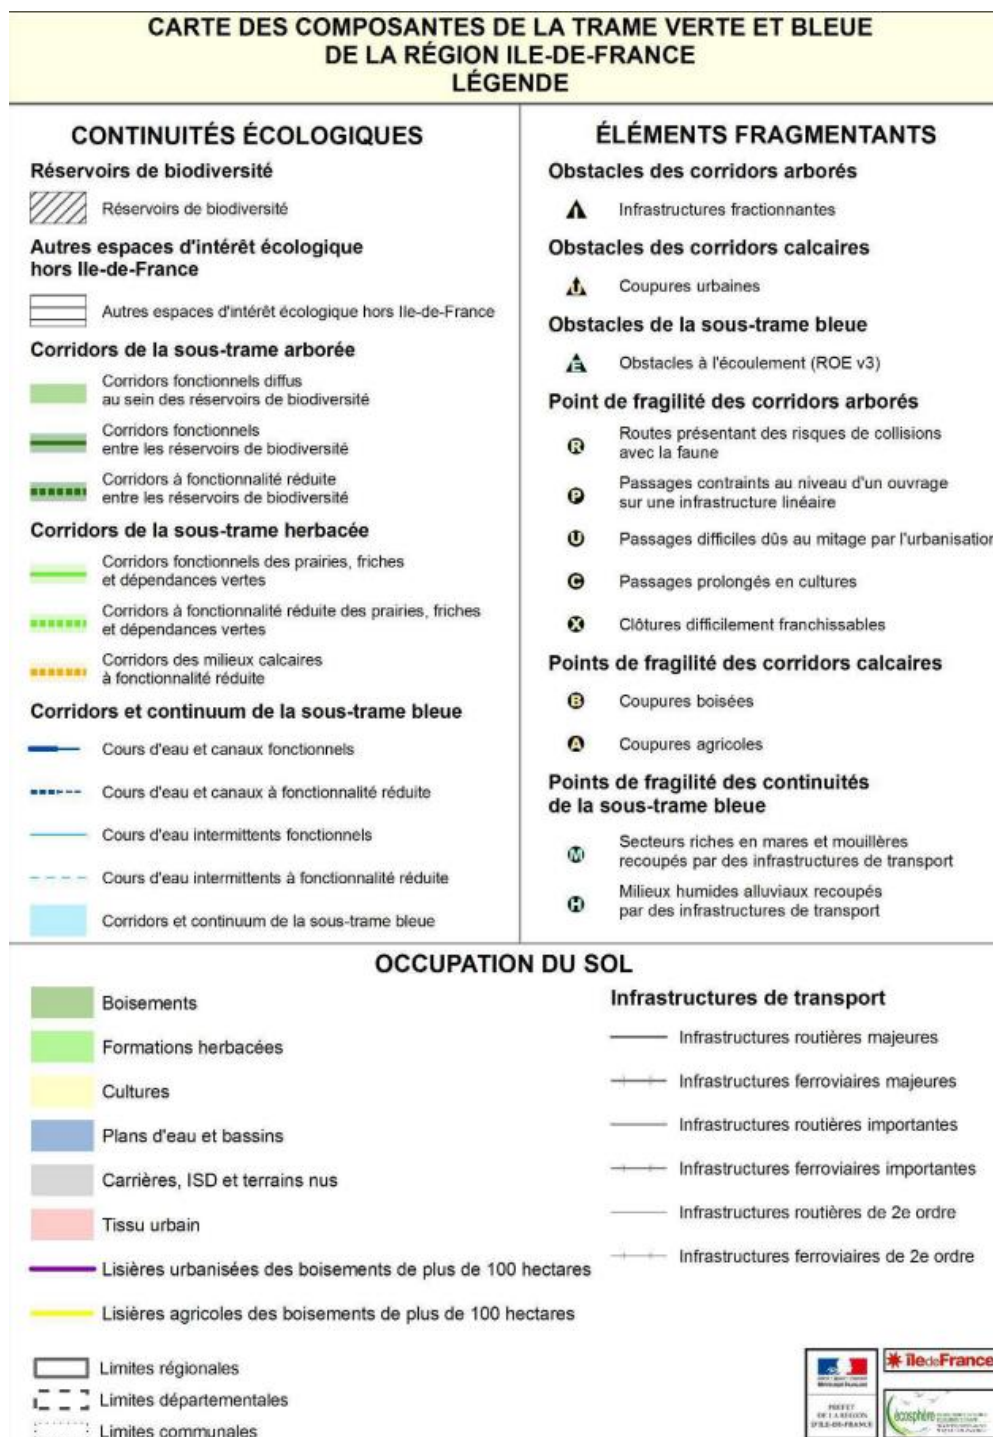 CARTE DES COMPOSANTES DE LA TRAME VERTE ET BLEUE
DE LA RÉGION ILE-DE-FRANCE
LÉGENDE
CONTINUITÉS ÉCOLOGIQUES
Réservoirs de biodiversité
Réservoirs de biodiversité
Autres espaces d'intérêt écologique
hors Ile-de-France
Autres espaces d'intérêt écologique hors Ile-de-France
Corridors de la sous-trame arborée
Corridors fonctionnels diffus
au sein des réservoirs de biodiversité
Corridors fonctionnels
entre les réservoirs de biodiversité
Corridors à fonctionnalité réduite
entre les réservoirs de biodiversité
Corridors de la sous-trame herbacée
Corridors fonctionnels des prairies, friches
et dépendances vertes
Corridors à fonctionnalité réduite des prairies, friches
et dépendances vertes
Corridors des milieux calcaires
à fonctionnalité réduite
Corridors et continuum de la sous-trame bleue
Cours d'eau et canaux fonctionnels
Cours d'eau et canaux à fonctionnalité réduite
Cours d'eau intermittents fonctionnels
Cours d'eau intermittents à fonctionnalité réduite
Corridors et continuum de la sous-trame bleue
ÉLÉMENTS FRAGMENTANTS
Obstacles des corridors arborés
I Infrastructures fractionnantes
Obstacles des corridors calcaires
U Coupures urbaines
Obstacles de la sous-trame bleue
E Obstacles à l'écoulement (ROE v3)
Point de fragilité des corridors arborés
R Routes présentant des risques de collisions
avec la faune
P Passages contraints au niveau d'un ouvrage
sur une infrastructure linéaire
U Passages difficiles dûs au mitage par l'urbanisation
C Passages prolongés en cultures
X Clôtures difficilement franchissables
Points de fragilité des corridors calcaires
B Coupures boisées
A Coupures agricoles
Points de fragilité des continuités
de la sous-trame bleue
M Secteurs riches en mares et mouillères
recoupés par des infrastructures de transport
H Milieux humides alluviaux recoupés
par des infrastructures de transport
OCCUPATION DU SOL
Boisements
Formations herbacées
Cultures
Plans d'eau et bassins
Carrières, ISD et terrains nus
Tissu urbain
Lisières urbanisées des boisements de plus de 100 hectares
Lisières agricoles des boisements de plus de 100 hectares
Limites régionales
Limites départementales
Limites communales
Infrastructures de transport
Infrastructures routières majeures
Infrastructures ferroviaires majeures
Infrastructures routières importantes
Infrastructures ferroviaires importantes
Infrastructures routières de 2e ordre
Infrastructures ferroviaires de 2e ordre
PREFET
DE LA REGION
D'ILE-DE-FRANCE
îledeFrance
écosphère